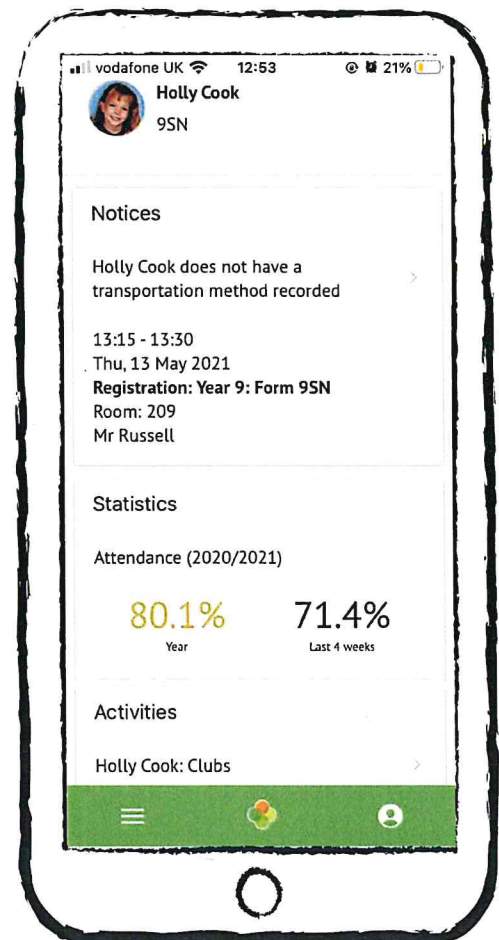 vodafone UK 12:53 21%
Holly Cook
9SN
Notices
Holly Cook does not have a
transportation method recorded
13:15 - 13:30
Thu, 13 May 2021
Registration: Year 9: Form 9SN
Room: 209
Mr Russell
Statistics
Attendance (2020/2021)
80.1% 71.4%
Year Last 4 weeks
Activities
Holly Cook: Clubs